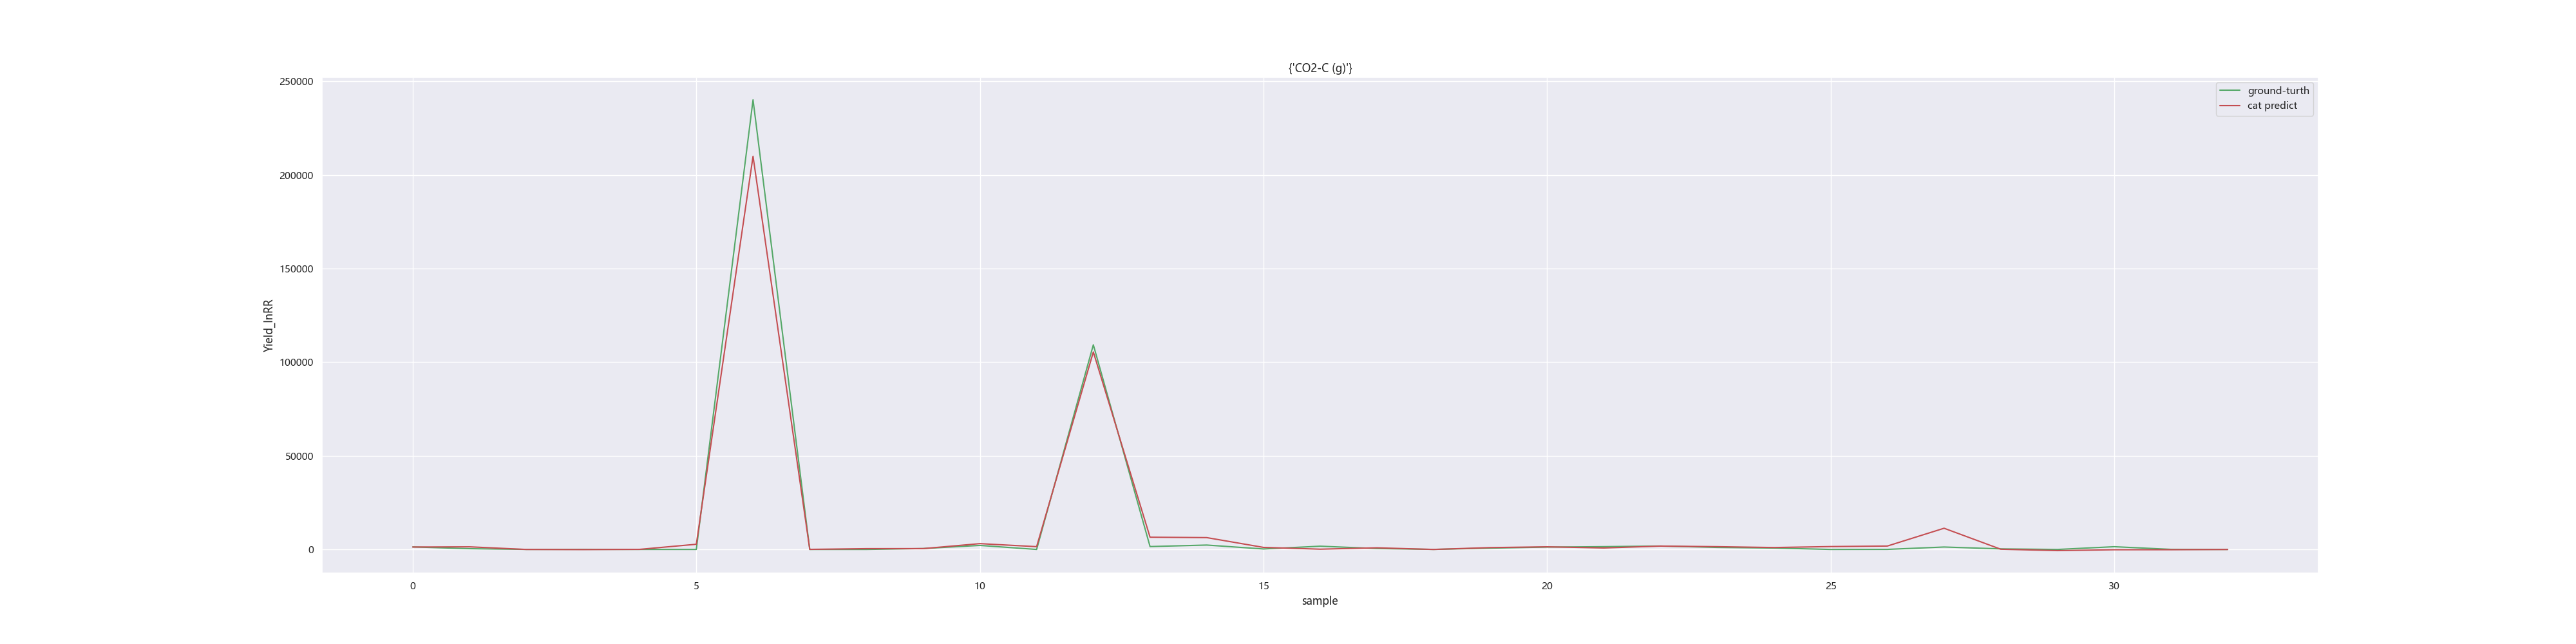 {'CO2-C (g)'}
250000
200000
150000
100000
50000
0
Yield_lnRR
ground-turth
cat predict
0 5 10 15 20 25 30
sample